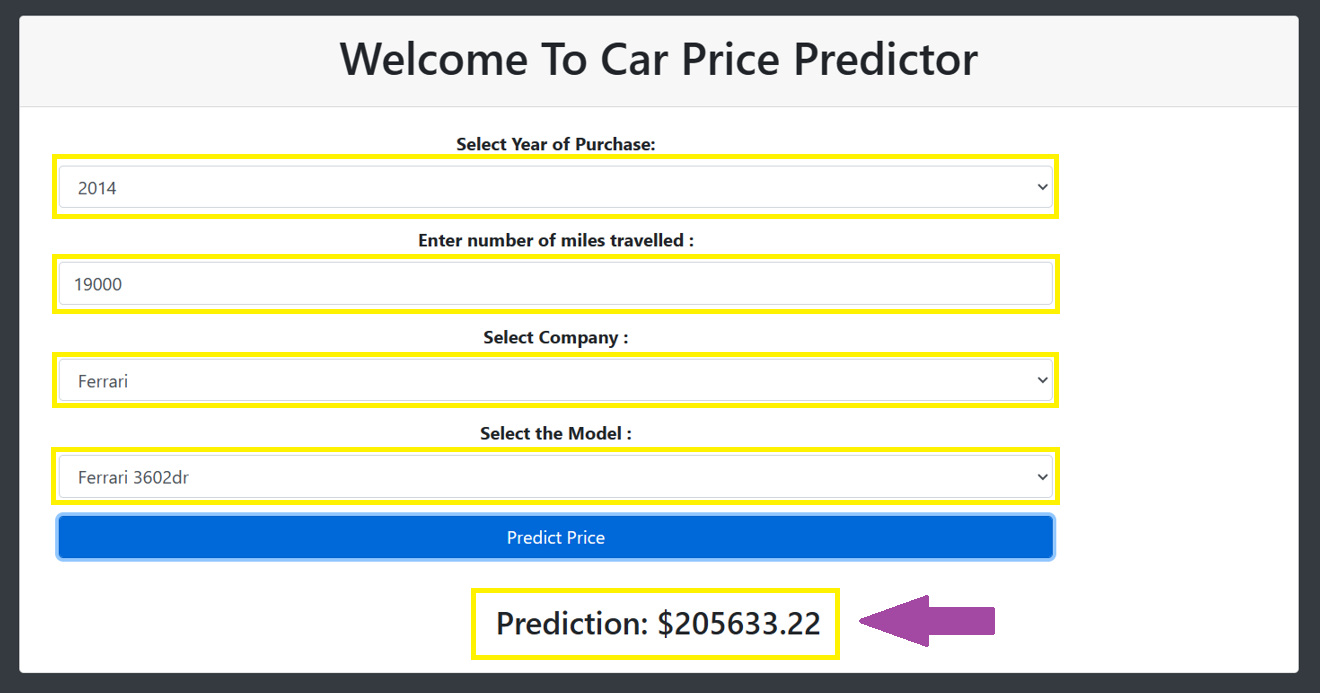 Welcome To Car Price Predictor
Select Year of Purchase:
2014
Enter number of miles travelled :
19000
Select Company :
Ferrari
Select the Model :
Ferrari 3602dr
Predict Price
Prediction: $205633.22